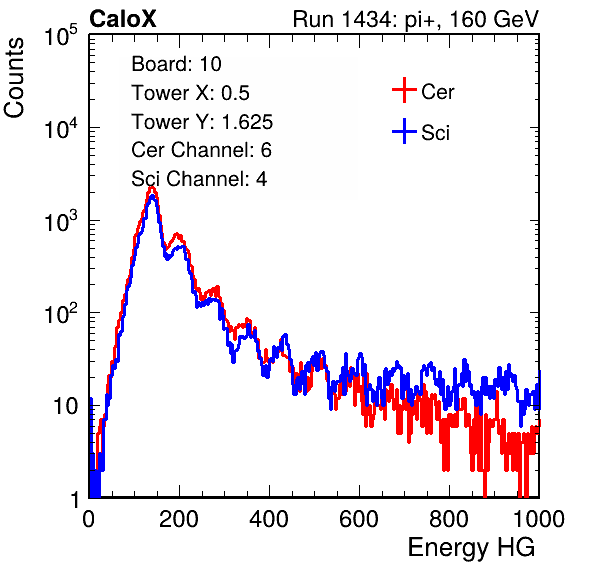 CaloX Run 1434: pi+, 160 GeV
Counts
Board: 10
Tower X: 0.5
Tower Y: 1.625
Cer Channel: 6
Sci Channel: 4
Cer
Sci
10^5
10^4
10^3
10^2
10
1
0 200 400 600 800 1000
Energy HG